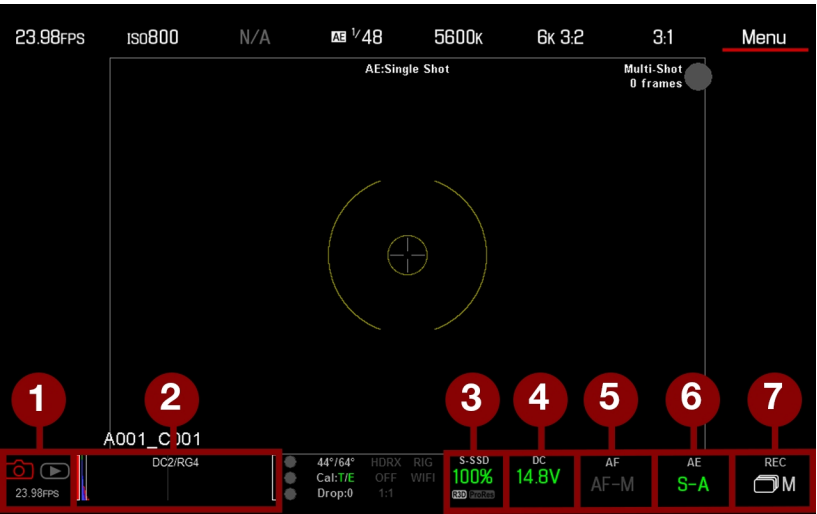 23.98FPS ISO800 N/A AE 1/48 5600K 6K 3:2 3:1 Menu
AE:Single Shot
Multi-Shot
0 frames
1 2 3 4 5 6 7
A001_C001
23.98FPS
DC2/RG4
44°/64° HDRX RIG
Cal:T/E OFF WIFI
Drop:0 1:1
S-SSD
100%
R3D ProRes
DC
14.8V
AF
AF-M
AE
S-A
REC
M